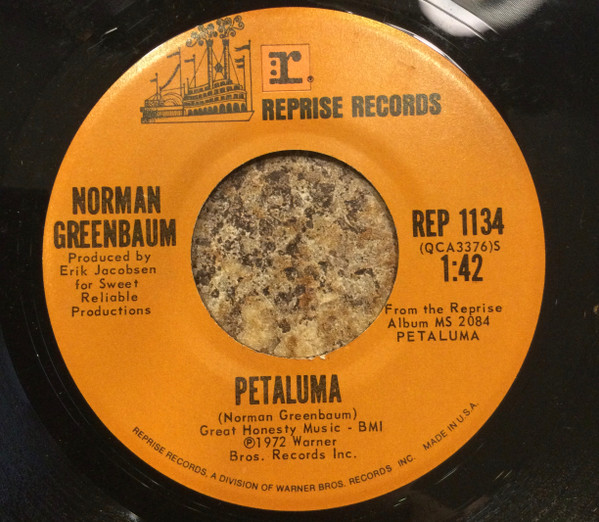 r.
REPRISE RECORDS
NORMAN
GREENBAUM
Produced by
Erik Jacobsen
for Sweet
Reliable
Productions
REP 1134
(QCA3376)S
1:42
From the Reprise
Album MS 2084
PETALUMA
PETALUMA
(Norman Greenbaum)
Great Honesty Music - BMI
℗1972 Warner
Bros. Records Inc.
REPRISE RECORDS, A DIVISION OF WARNER BROS. RECORDS INC. MADE IN U.S.A.